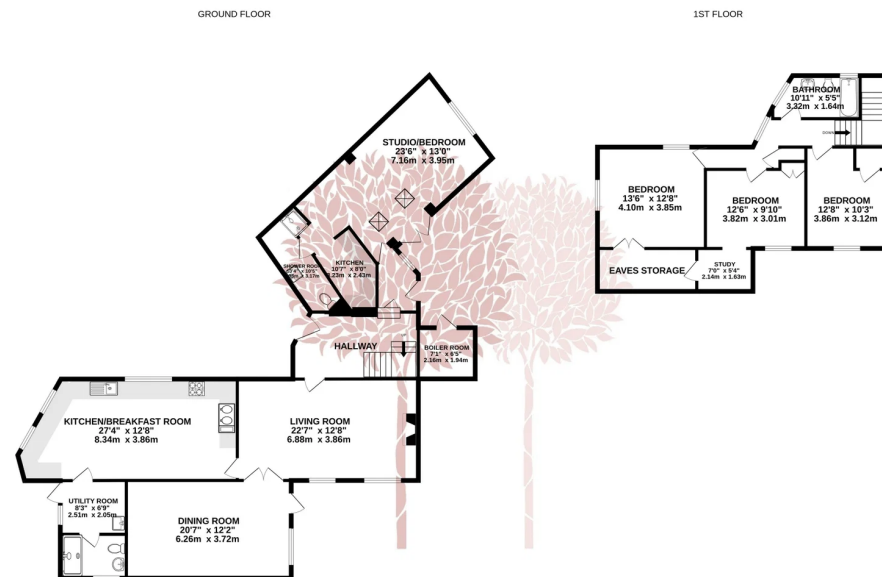 GROUND FLOOR
1ST FLOOR
STUDIO/BEDROOM
23'6" x 13'0"
7.16m x 3.95m
SHOWER ROOM
KITCHEN
10'7" x 8'0"
3.23m x 2.43m
HALLWAY
BOILER ROOM
7'1" x 6'5"
2.16m x 1.94m
KITCHEN/BREAKFAST ROOM
27'4" x 12'8"
8.34m x 3.86m
LIVING ROOM
22'7" x 12'8"
6.88m x 3.86m
UTILITY ROOM
8'3" x 6'9"
2.51m x 2.05m
DINING ROOM
20'7" x 12'2"
6.26m x 3.72m
BATHROOM
10'11" x 5'5"
3.32m x 1.64m
DOWN
BEDROOM
13'6" x 12'8"
4.10m x 3.85m
BEDROOM
12'6" x 9'10"
3.82m x 3.01m
BEDROOM
12'8" x 10'3"
3.86m x 3.12m
EAVES STORAGE
STUDY
7'0" x 5'4"
2.14m x 1.63m